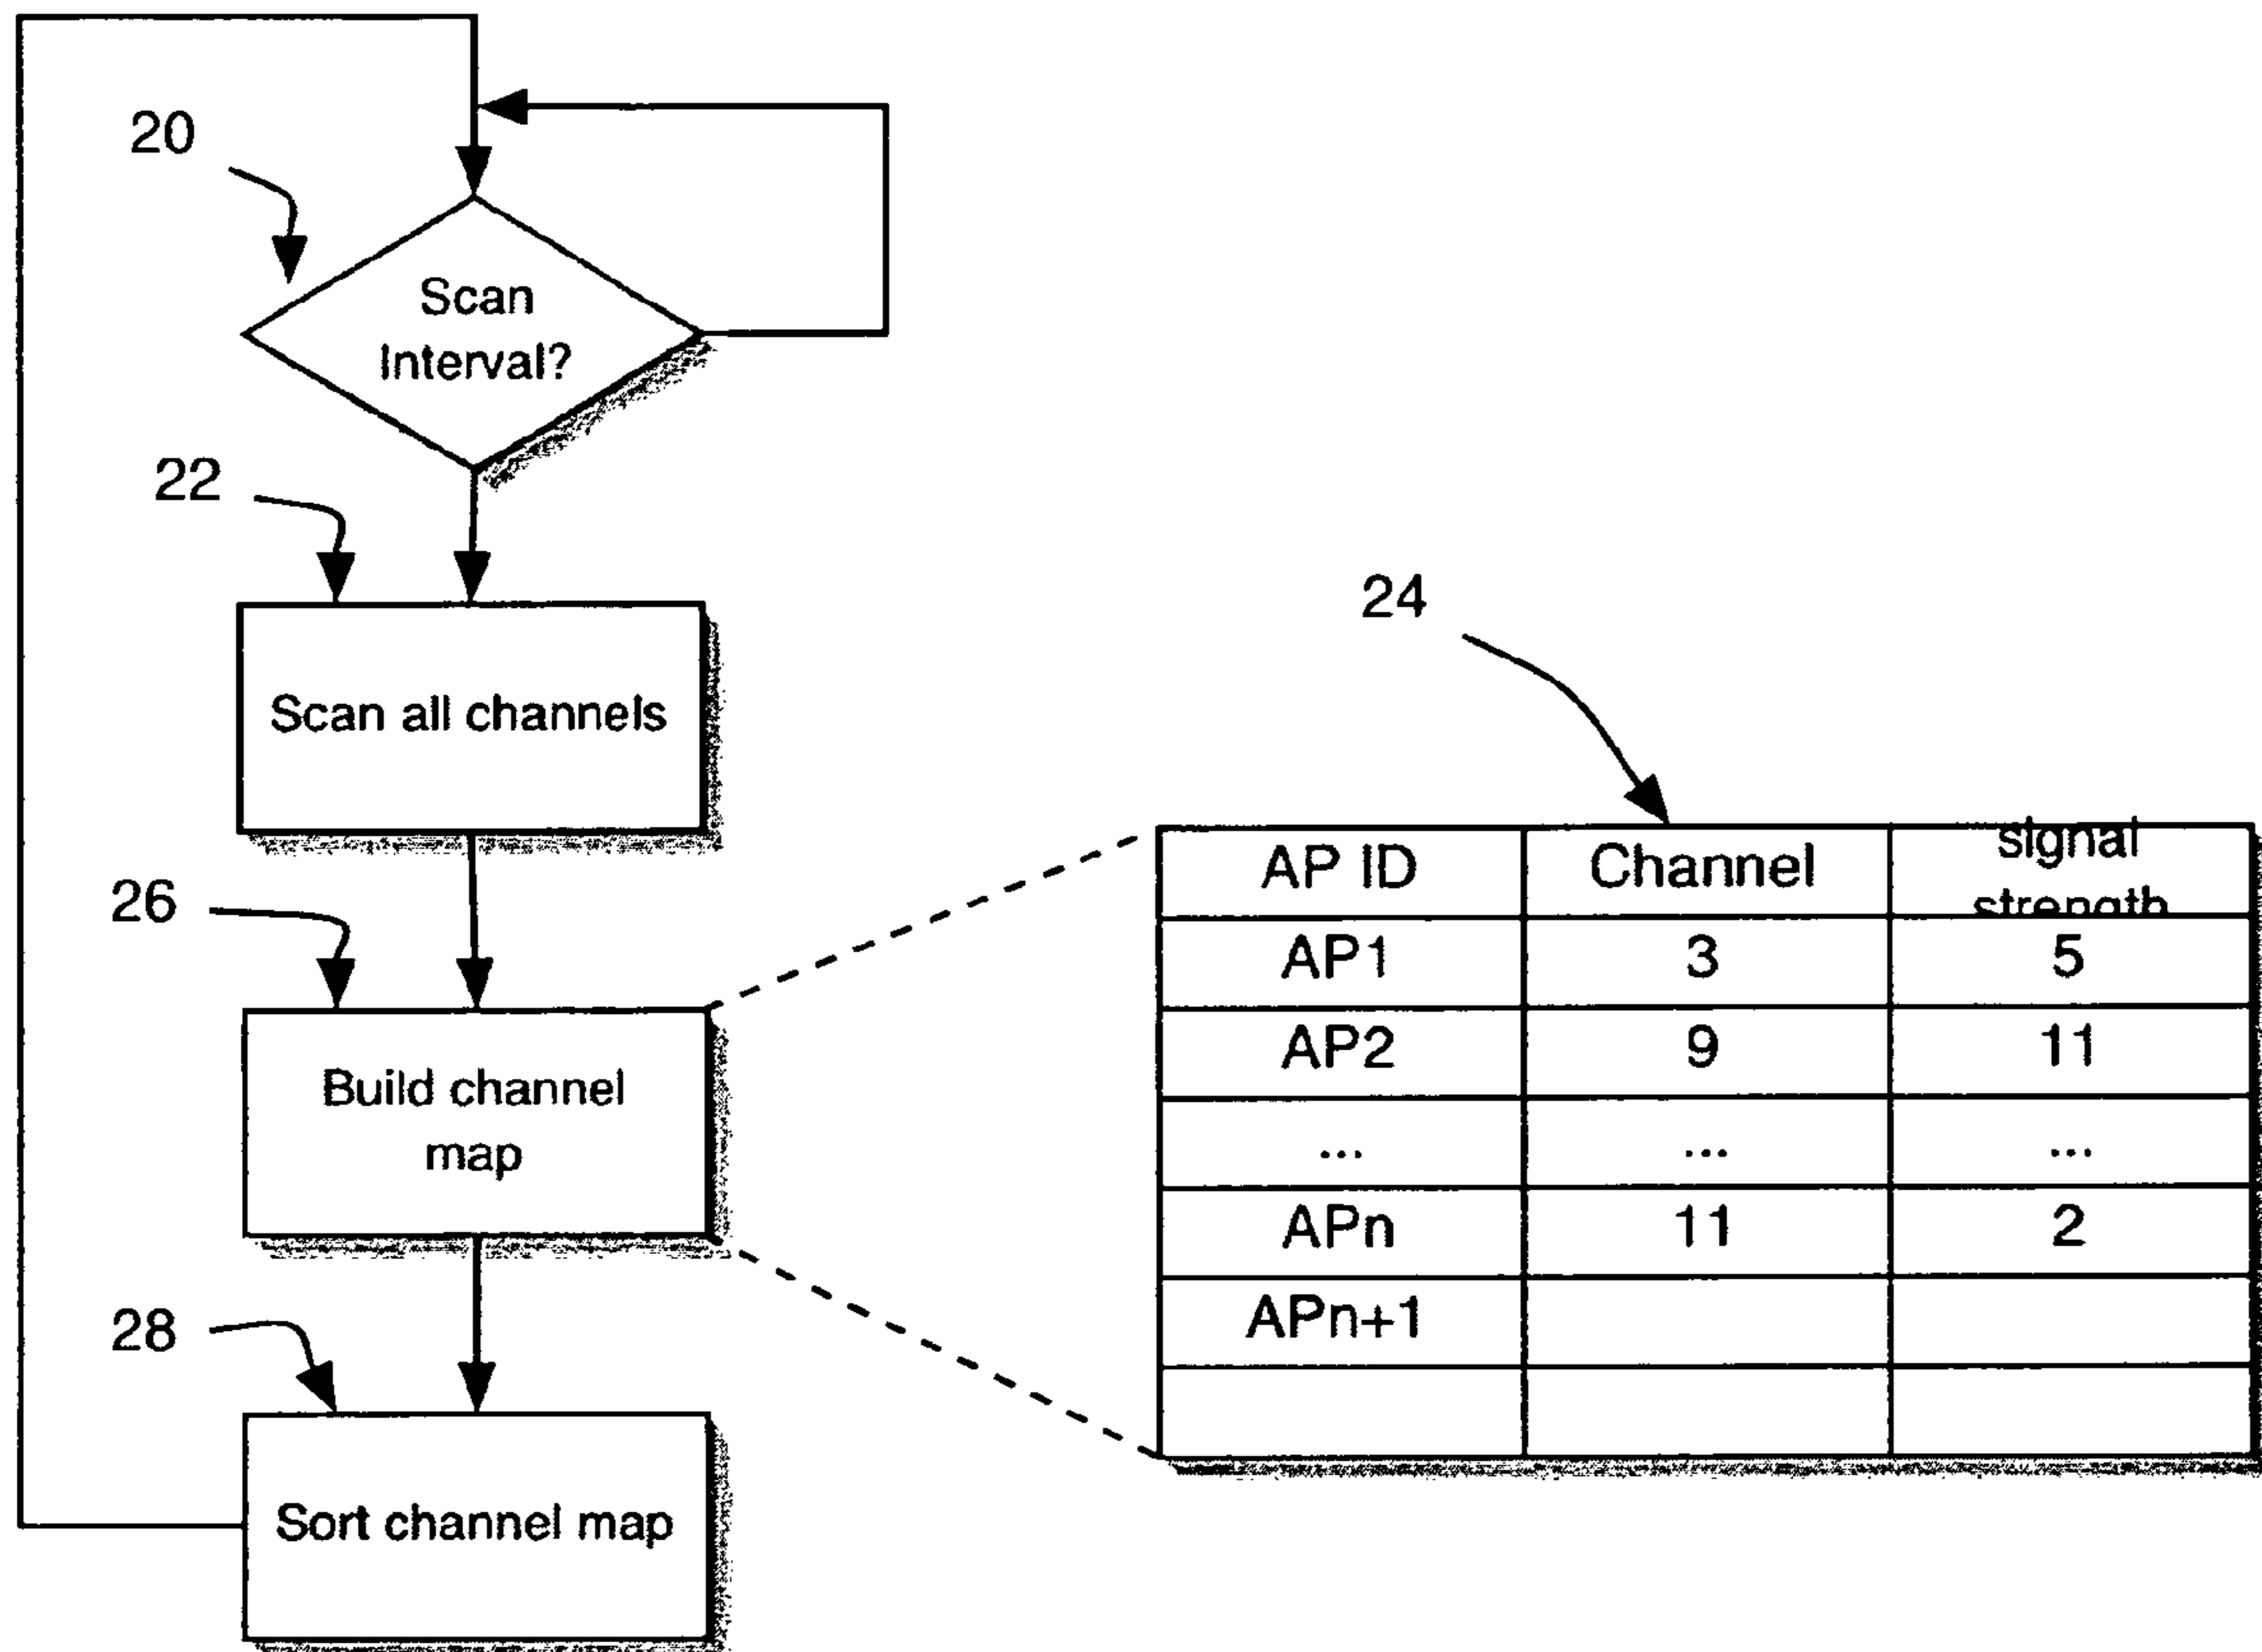 20
Scan
Interval?
22
Scan all channels
24
26
Build channel
map
AP ID Channel signal
strength
AP1 3 5
AP2 9 11
... ... ...
APn 11 2
APn+1
28
Sort channel map